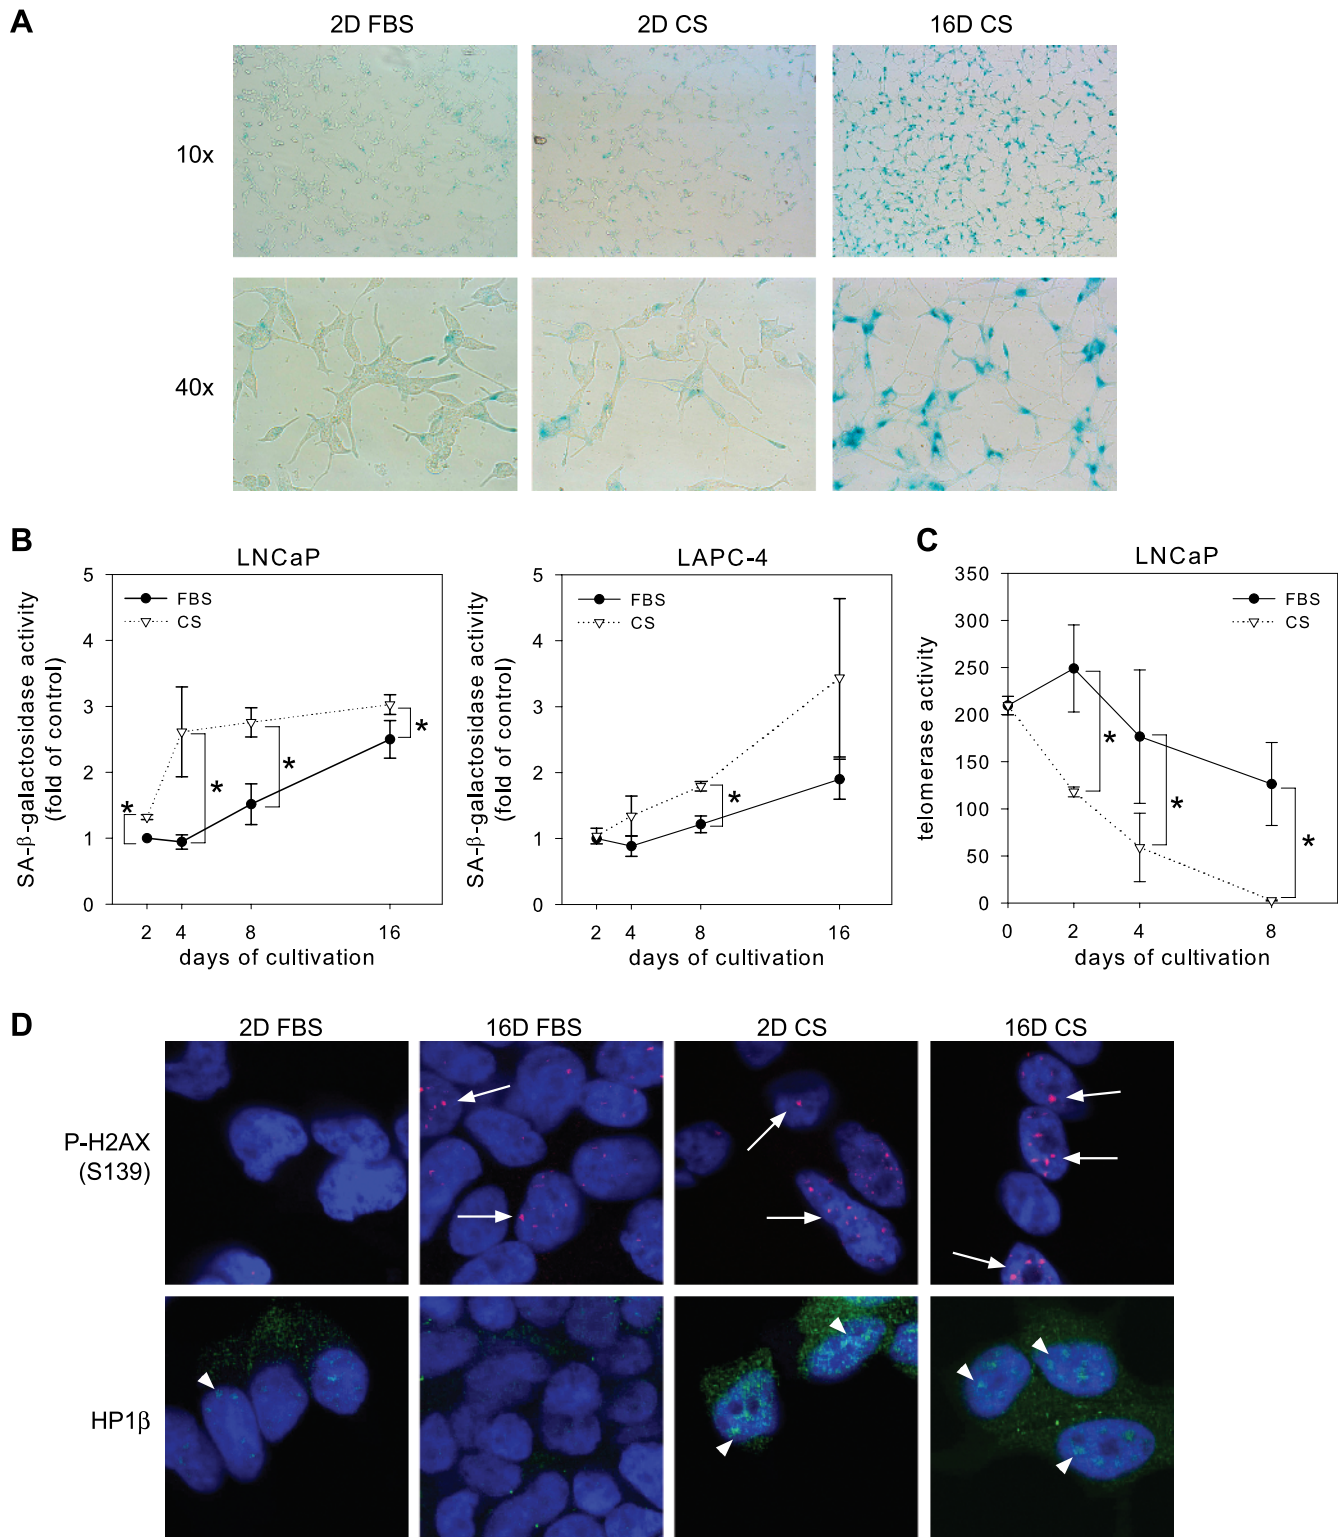 A
2D FBS
2D CS
16D CS
10x
40x
B
LNCaP
SA-β-galactosidase activity
(fold of control)
5
4
3
2
1
0
FBS
CS
*
*
*
*
2
4
8
16
days of cultivation
LAPC-4
SA-β-galactosidase activity
(fold of control)
5
4
3
2
1
0
FBS
CS
*
2
4
8
16
days of cultivation
C
LNCaP
telomerase activity
350
300
250
200
150
100
50
0
FBS
CS
*
*
*
0
2
4
8
days of cultivation
D
2D FBS
16D FBS
2D CS
16D CS
P-H2AX
(S139)
HP1β